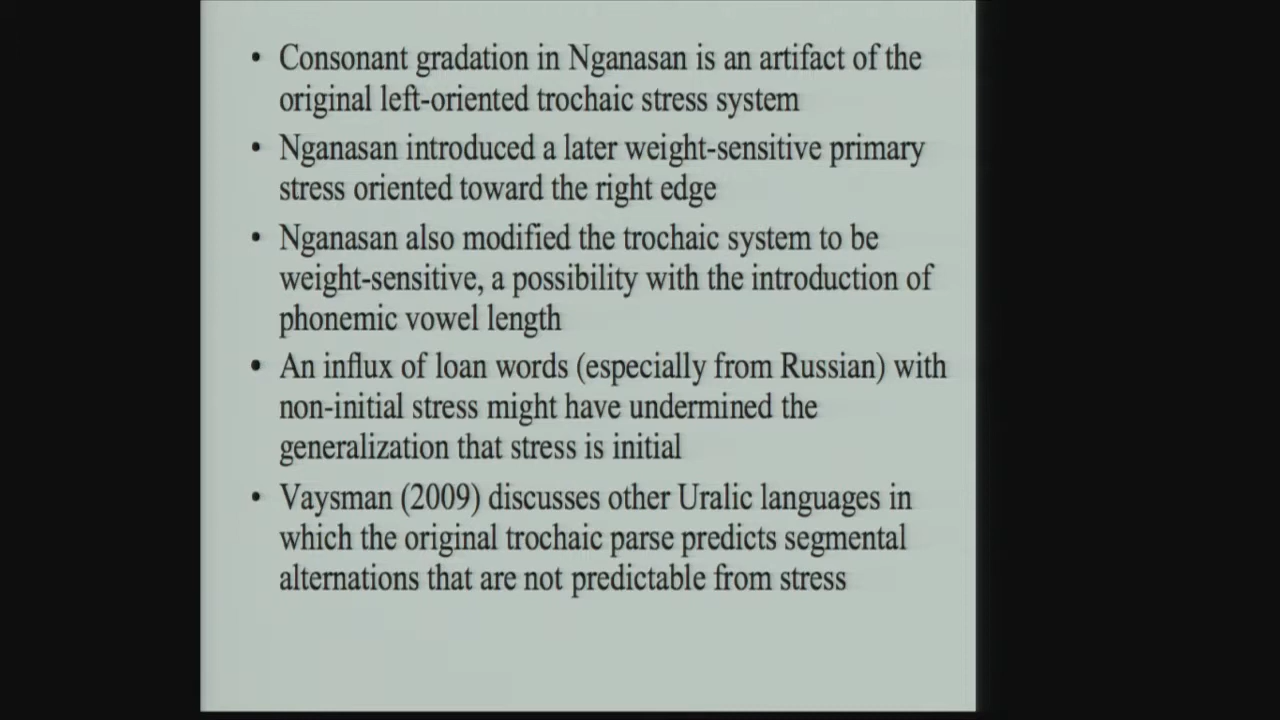 • Consonant gradation in Nganasan is an artifact of the
original left-oriented trochaic stress system
• Nganasan introduced a later weight-sensitive primary
stress oriented toward the right edge
• Nganasan also modified the trochaic system to be
weight-sensitive, a possibility with the introduction of
phonemic vowel length
• An influx of loan words (especially from Russian) with
non-initial stress might have undermined the
generalization that stress is initial
• Vaysman (2009) discusses other Uralic languages in
which the original trochaic parse predicts segmental
alternations that are not predictable from stress